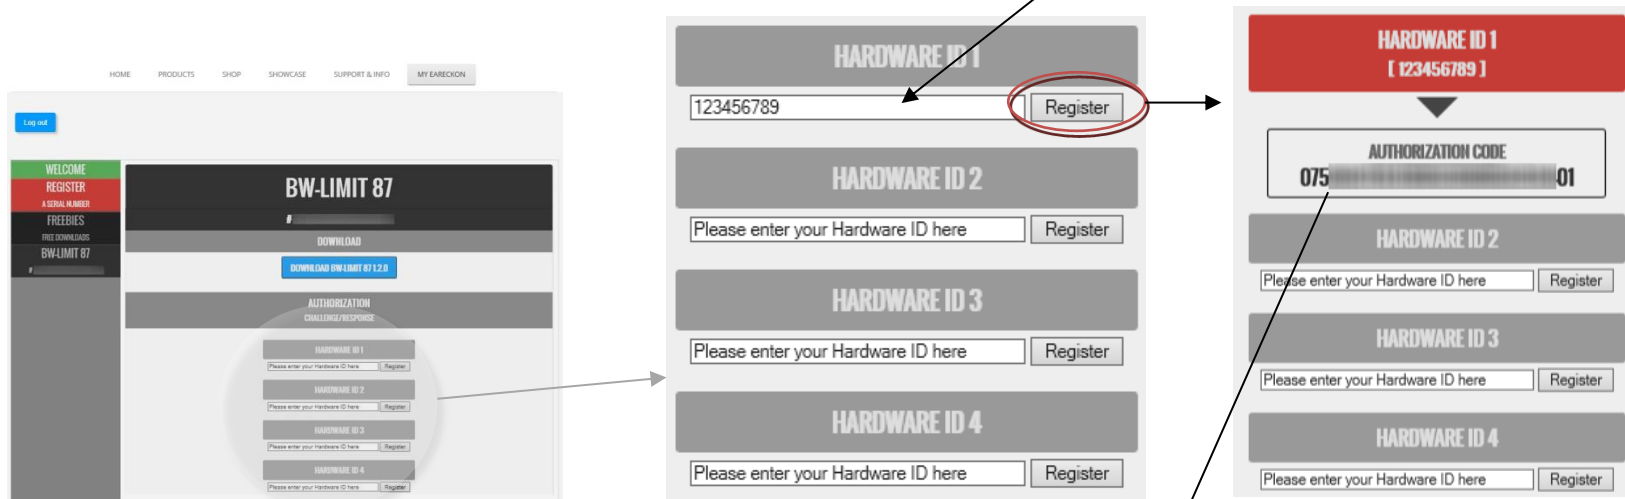 HOME PRODUCTS SHOP SHOWCASE SUPPORT & INFO MY EARECKON
Log out
WELCOME
REGISTER
A SERIAL NUMBER
FREEBIES
FREE DOWNLOADS
BW-LIMIT 87
#
BW-LIMIT 87
#
DOWNLOAD
DOWNLOAD BW-LIMIT 87 1.2.0
AUTHORIZATION
CHALLENGE/RESPONSE
HARDWARE ID 1
Please enter your Hardware ID here Register
HARDWARE ID 2
Please enter your Hardware ID here Register
HARDWARE ID 3
Please enter your Hardware ID here Register
HARDWARE ID 4
Please enter your Hardware ID here Register
HARDWARE ID 1
123456789 Register
HARDWARE ID 2
Please enter your Hardware ID here Register
HARDWARE ID 3
Please enter your Hardware ID here Register
HARDWARE ID 4
Please enter your Hardware ID here Register
HARDWARE ID 1
[ 123456789 ]
AUTHORIZATION CODE
075 01
HARDWARE ID 2
Please enter your Hardware ID here Register
HARDWARE ID 3
Please enter your Hardware ID here Register
HARDWARE ID 4
Please enter your Hardware ID here Register